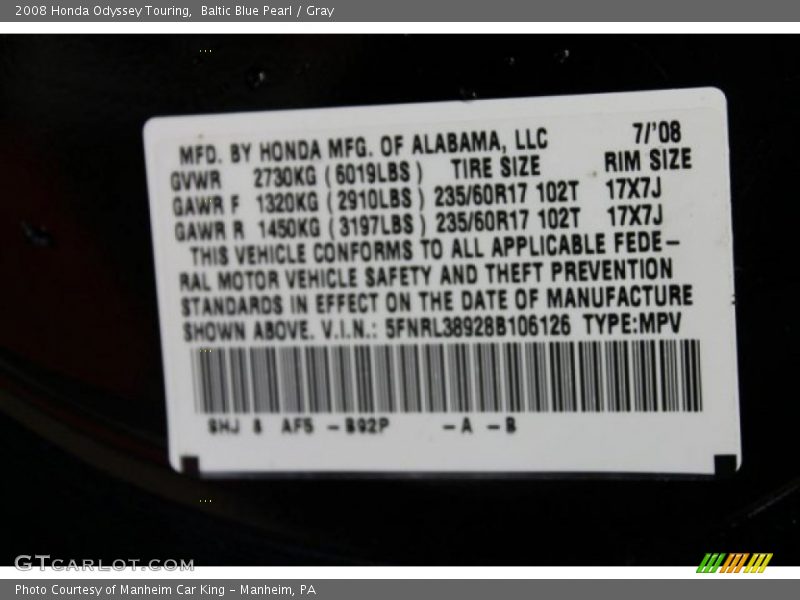 2008 Honda Odyssey Touring, Baltic Blue Pearl / Gray
MFD. BY HONDA MFG. OF ALABAMA, LLC 7/'08
GVWR 2730KG (6019LBS) TIRE SIZE RIM SIZE
GAWR F 1320KG (2910LBS) 235/60R17 102T 17X7J
GAWR R 1450KG (3197LBS) 235/60R17 102T 17X7J
THIS VEHICLE CONFORMS TO ALL APPLICABLE FEDE–
RAL MOTOR VEHICLE SAFETY AND THEFT PREVENTION
STANDARDS IN EFFECT ON THE DATE OF MANUFACTURE
SHOWN ABOVE. V.I.N.: 5FNRL38928B106126 TYPE:MPV
SHJ 8 AF5 –B92P –A –B
GTCARLOT.COM
Photo Courtesy of Manheim Car King – Manheim, PA